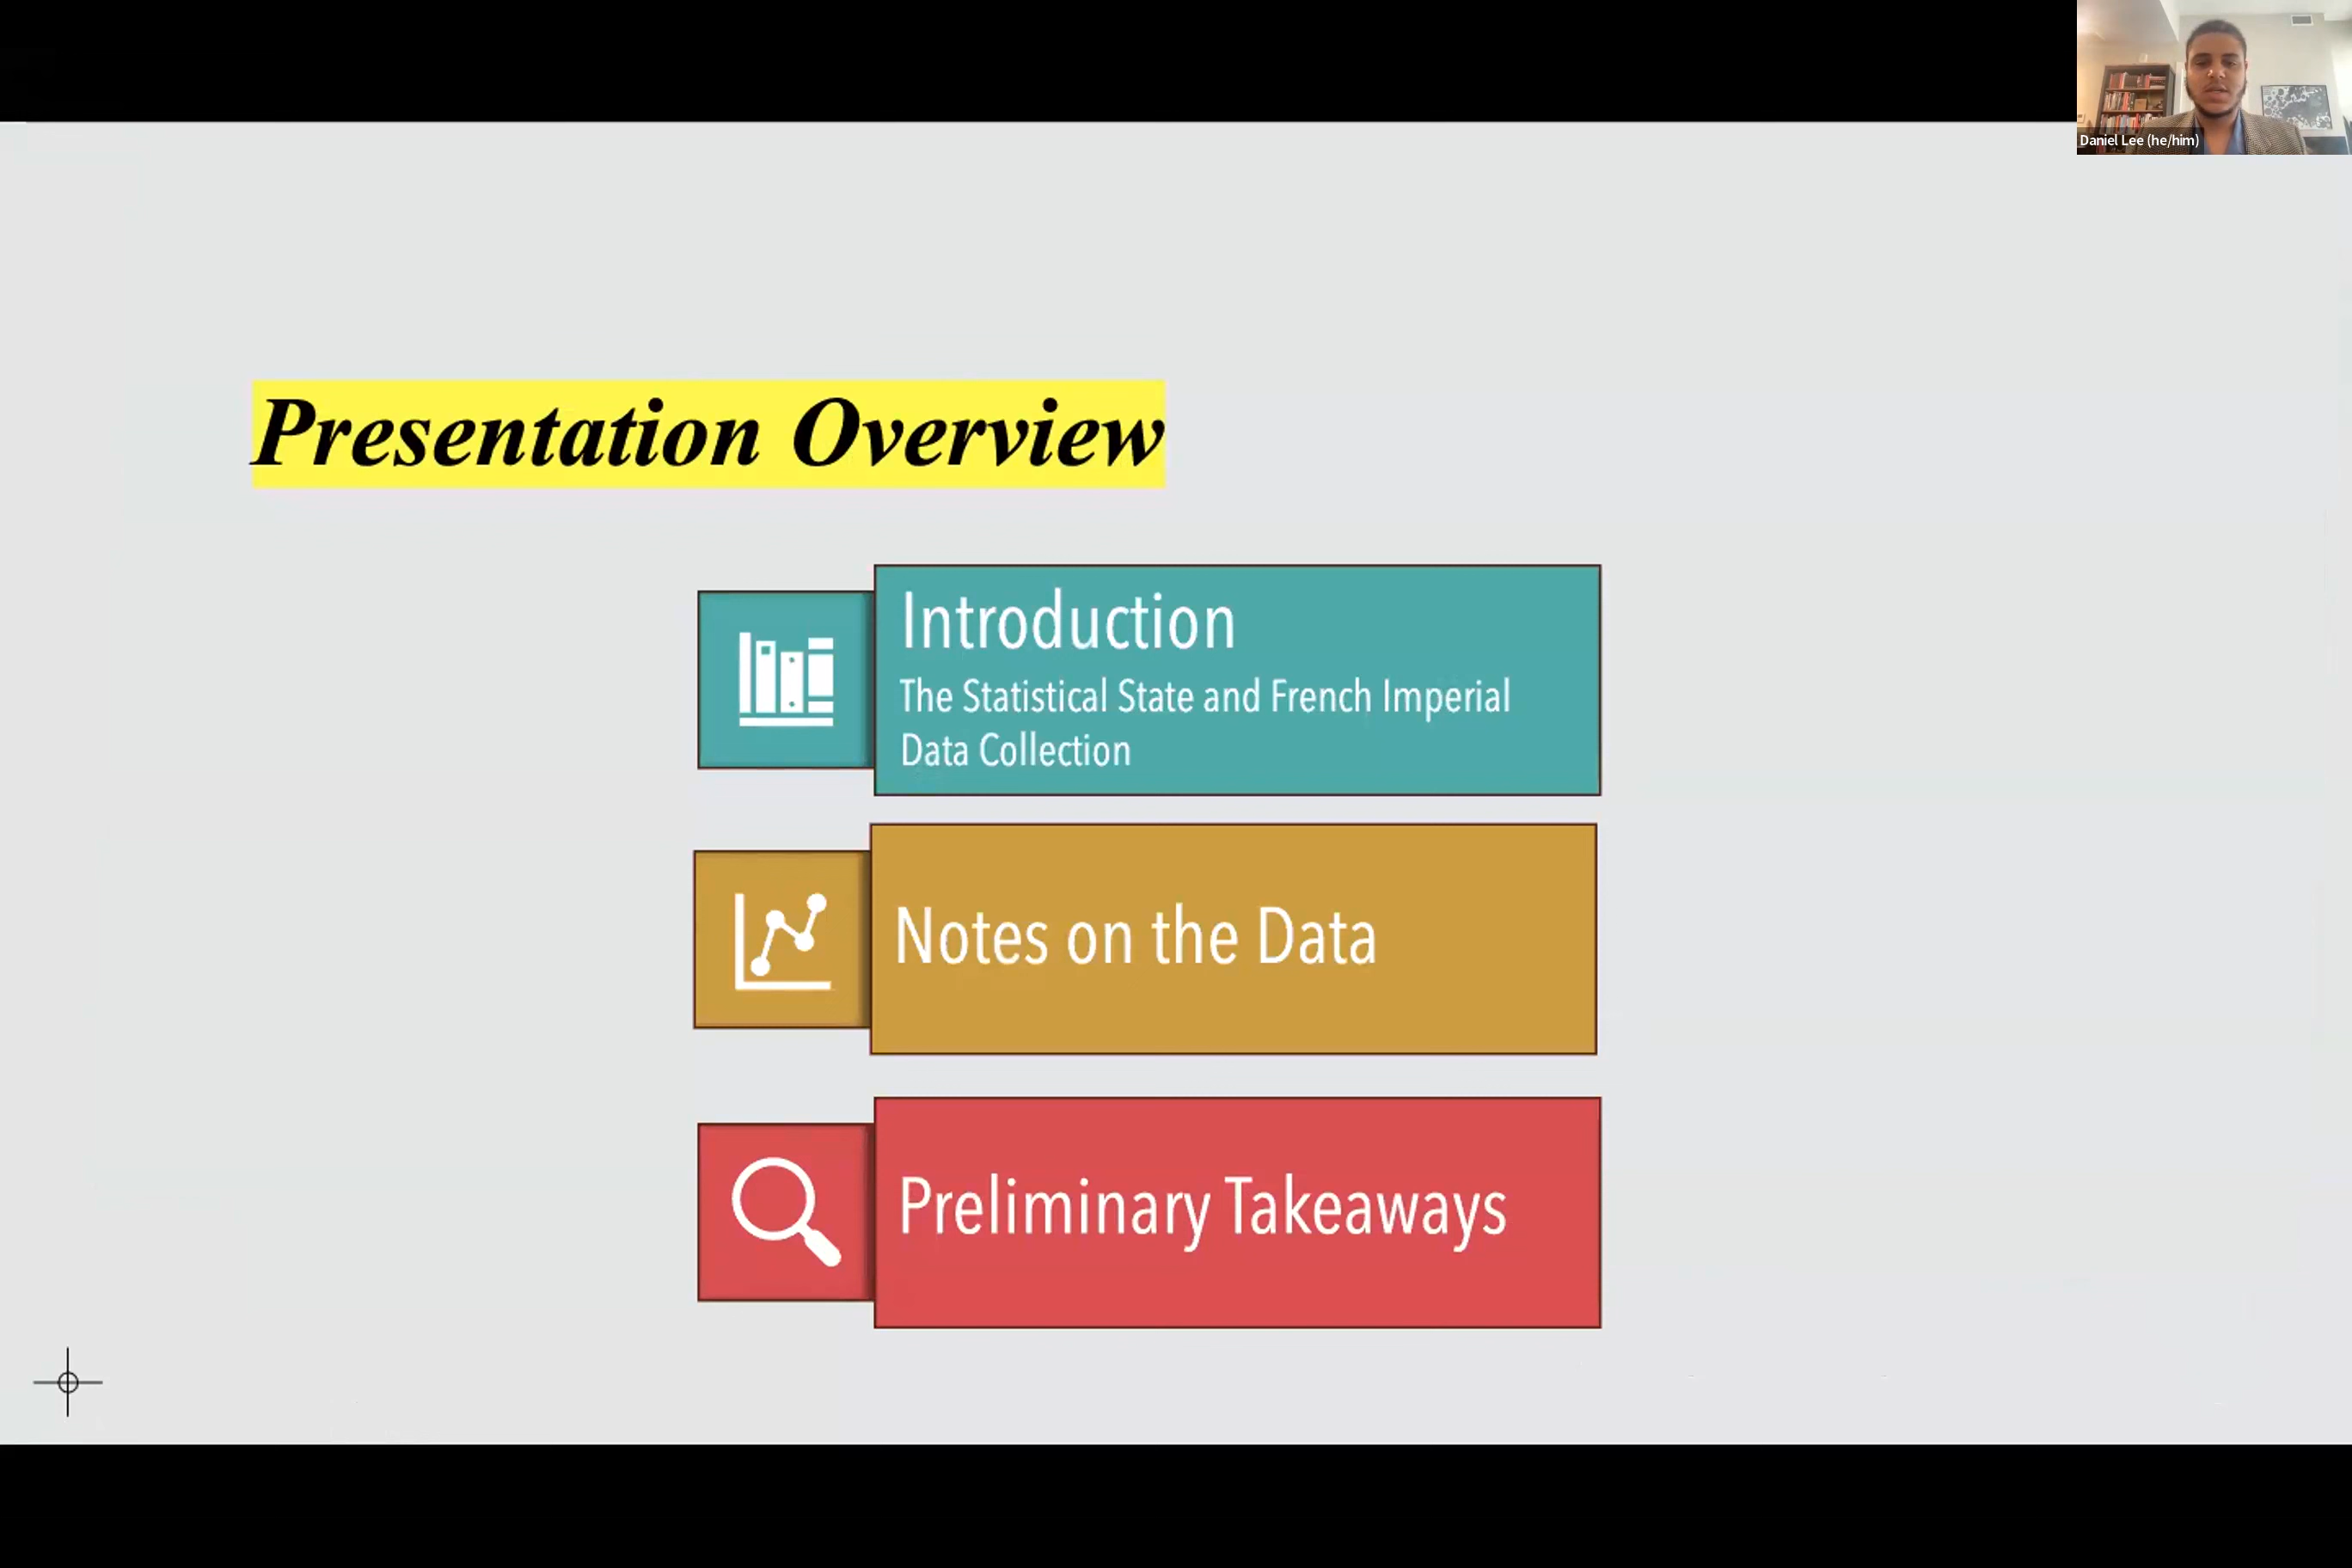 Daniel Lee (he/him)
Presentation Overview
Introduction
The Statistical State and French Imperial
Data Collection
Notes on the Data
Preliminary Takeaways